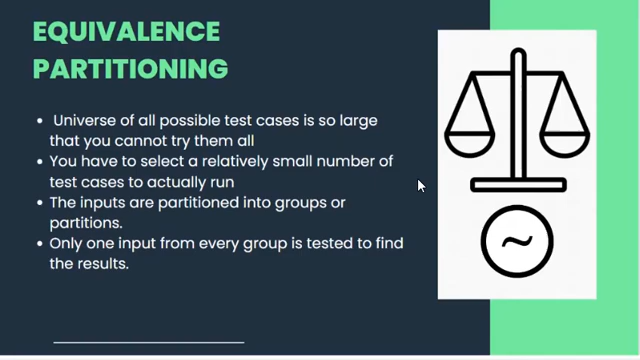 EQUIVALENCE
PARTITIONING
• Universe of all possible test cases is so large
that you cannot try them all
• You have to select a relatively small number of
test cases to actually run
• The inputs are partitioned into groups or
partitions.
• Only one input from every group is tested to find
the results.
~